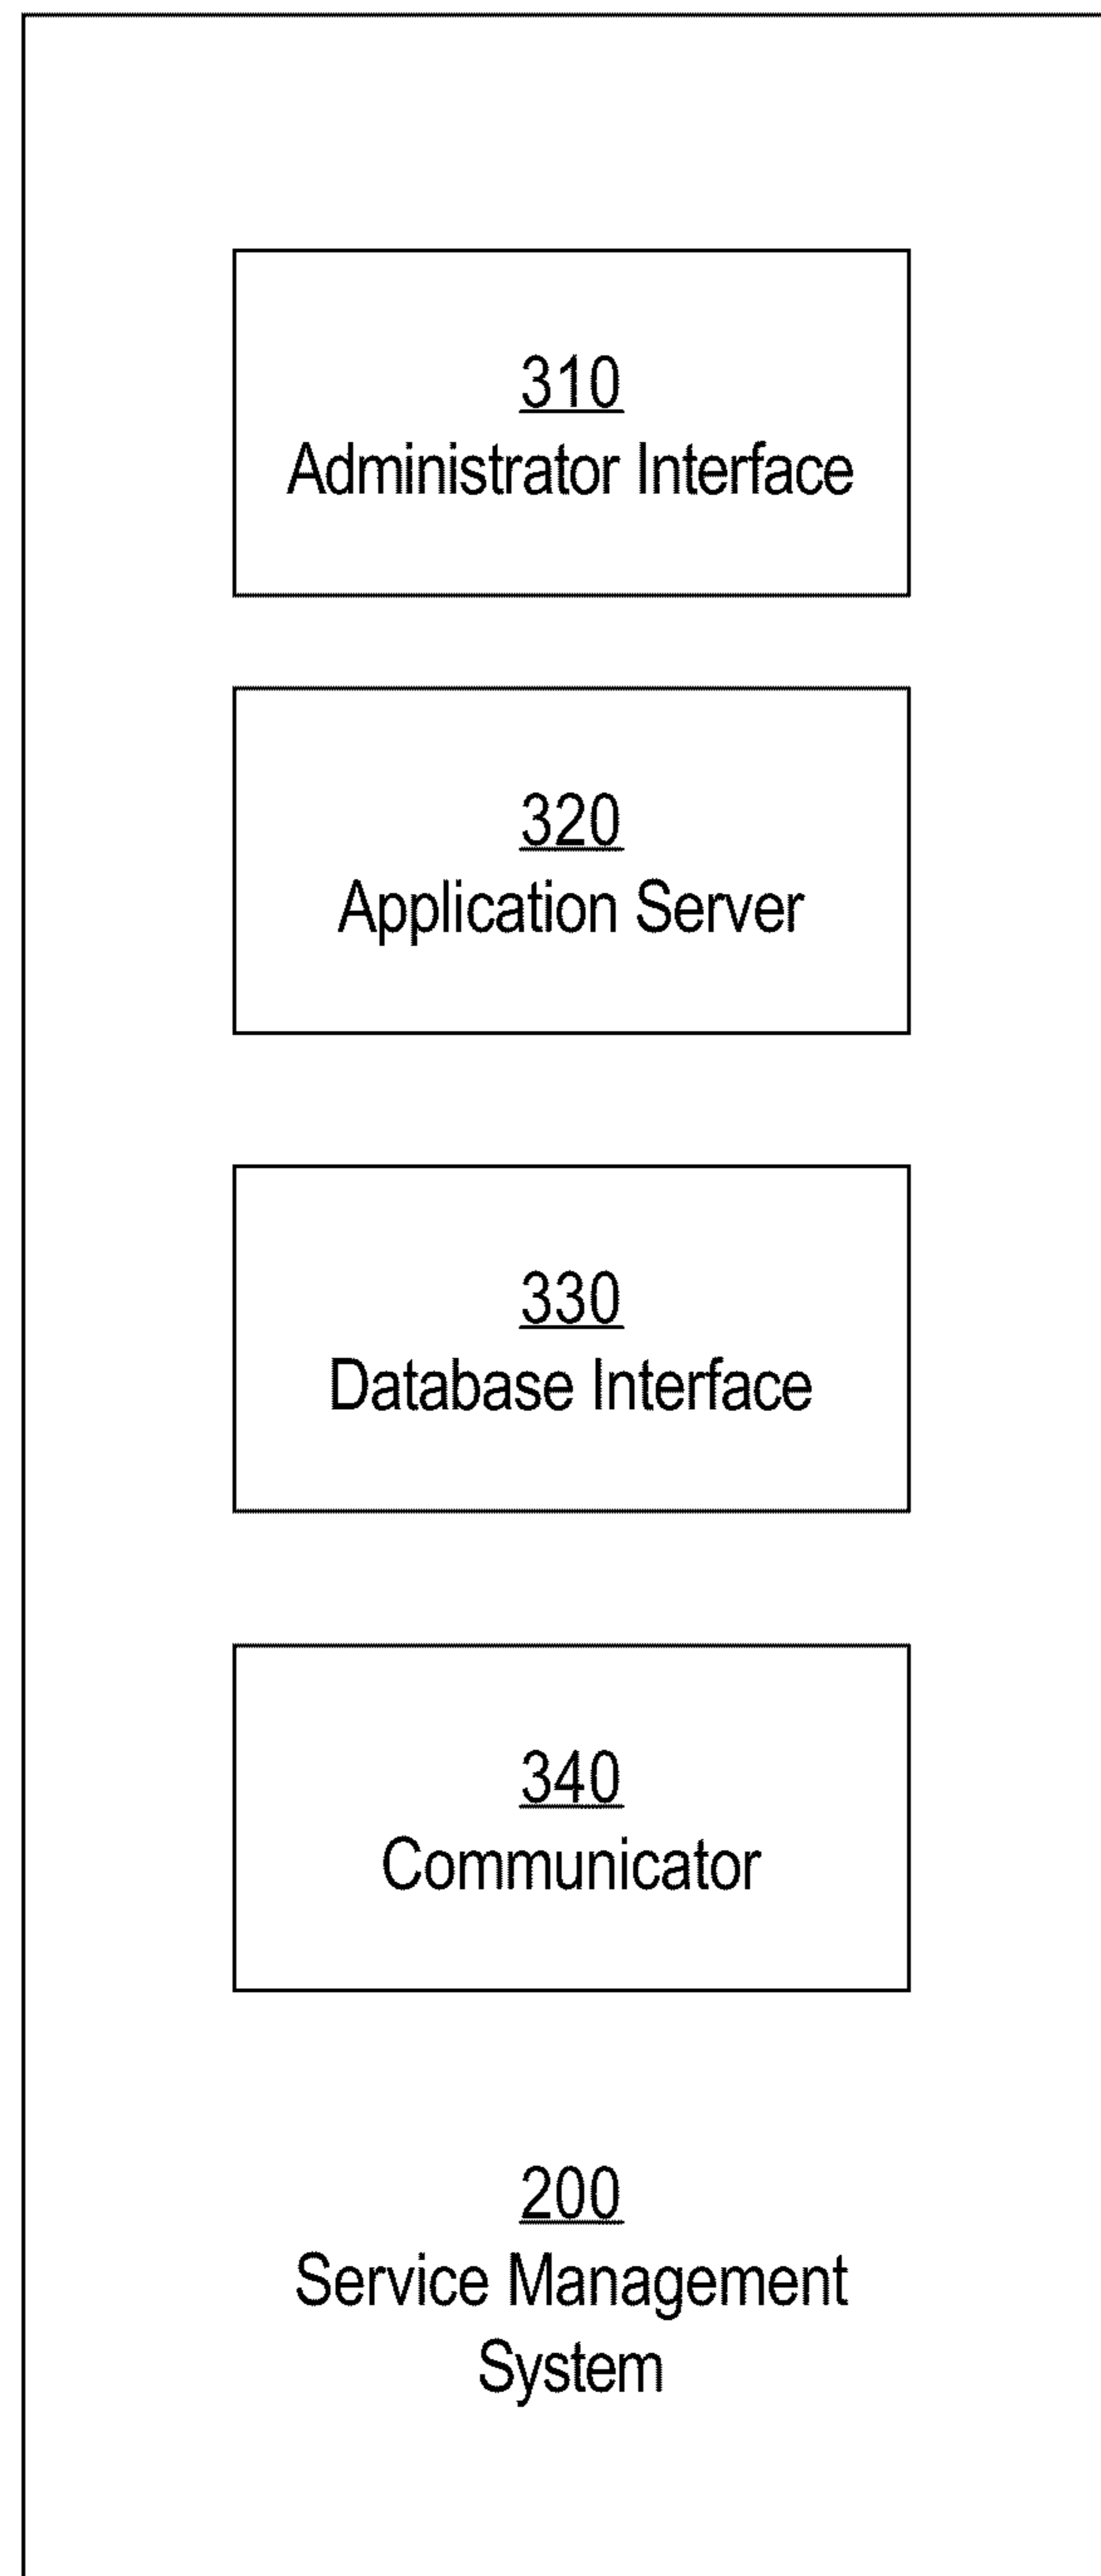 310
Administrator Interface
320
Application Server
330
Database Interface
340
Communicator
200
Service Management
System